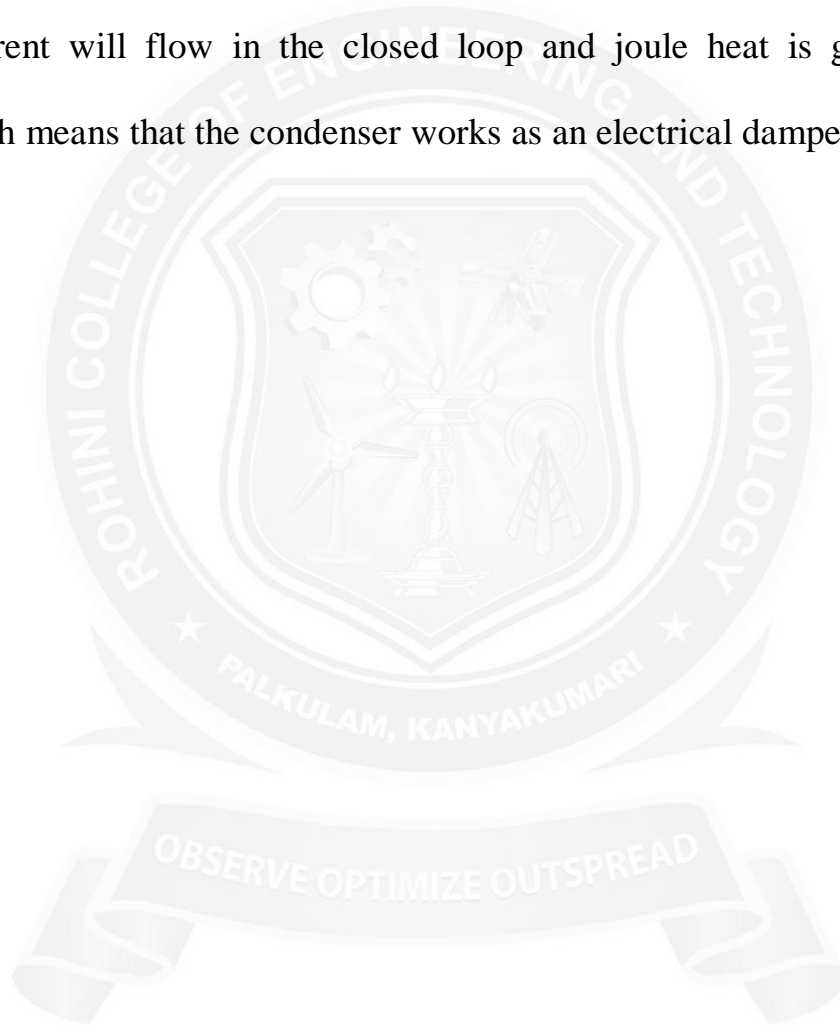 rent will flow in the closed loop and joule heat is g
h means that the condenser works as an electrical dampe
ROHINI COLLEGE OF ENGINEERING AND TECHNOLOGY
PALKULAM, KANYAKUMARI
OBSERVE OPTIMIZE OUTSPREAD